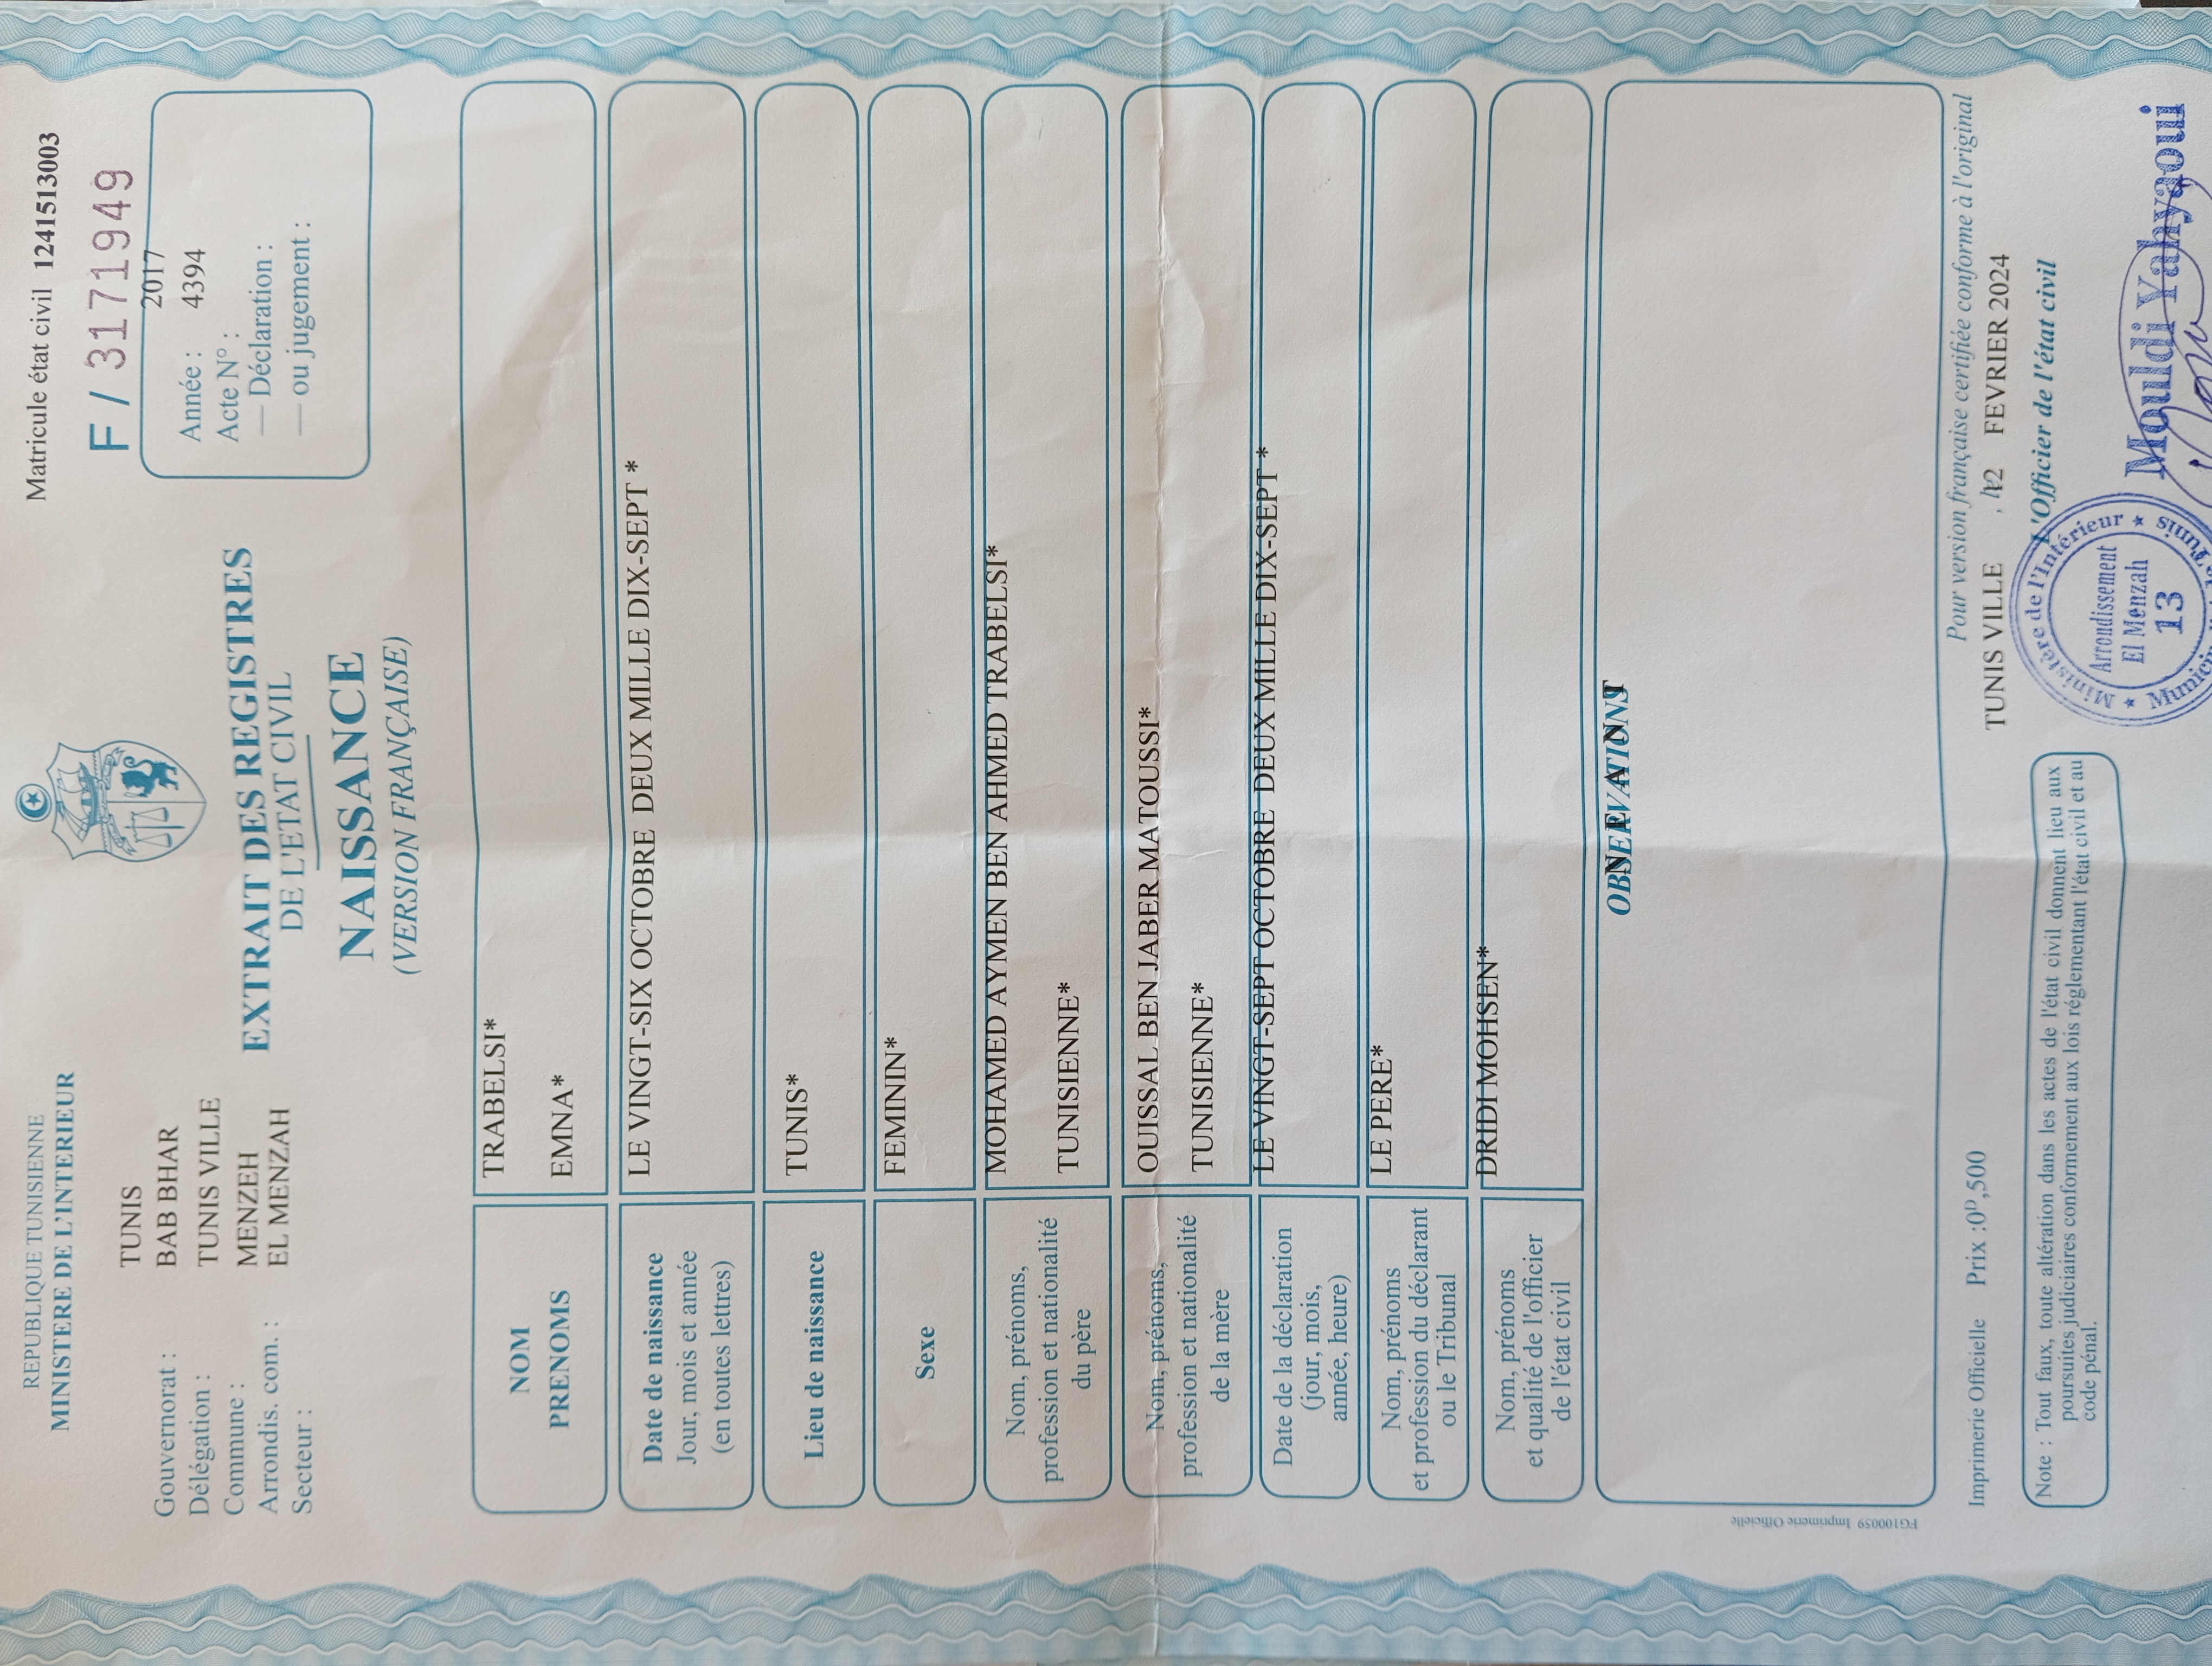 REPUBLIQUE TUNISIENNE
MINISTERE DE L'INTERIEUR
Matricule état civil 1241513003
F / 3171949
Gouvernorat : TUNIS
Délégation : BAB BHAR
Commune : TUNIS VILLE
Arrondis. com. : MENZEH
Secteur : EL MENZAH
2017
Année :
4394
Acte N° :
— Déclaration :
— ou jugement :
EXTRAIT DES REGISTRES
DE L'ETAT CIVIL
NAISSANCE
(VERSION FRANÇAISE)
NOM TRABELSI*
PRENOMS EMNA*
Date de naissance
Jour, mois et année
(en toutes lettres)
LE VINGT-SIX OCTOBRE DEUX MILLE DIX-SEPT *
Lieu de naissance TUNIS*
Sexe FEMININ*
Nom, prénoms,
profession et nationalité
du père
MOHAMED AYMEN BEN AHMED TRABELSI*
TUNISIENNE*
Nom, prénoms,
profession et nationalité
de la mère
OUISSAL BEN JABER MATOUSSI*
TUNISIENNE*
Date de la déclaration
(jour, mois,
année, heure)
LE VINGT-SEPT OCTOBRE DEUX MILLE DIX-SEPT *
Nom, prénoms
et profession du déclarant
ou le Tribunal
LE PERE*
Nom, prénoms
et qualité de l'officier
de l'état civil
DRIDI MOHSEN*
OBSERVATIONS
N E A N T
FG100059 Imprimerie Officielle
Imprimerie Officielle Prix :0D,500
Pour version française certifiée conforme à l'original
TUNIS VILLE , le 2 FEVRIER 2024
L'Officier de l'état civil
Note : Tout faux, toute altération dans les actes de l'état civil donnent lieu aux
poursuites judiciaires conformement aux lois réglementant l'état civil et au
code pénal.
Ministère de l'Intérieur
Arrondissement
El Menzah
13
Tunis
Mouldi Yahyaoui